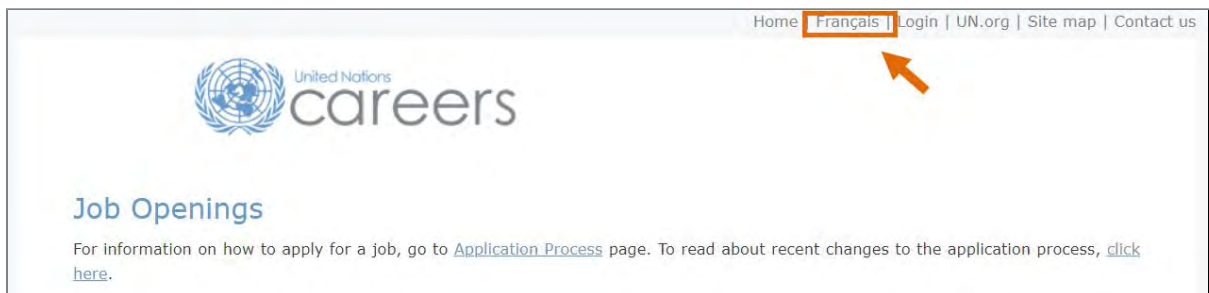 Home | Français | Login | UN.org | Site map | Contact us
United Nations
careers
Job Openings
For information on how to apply for a job, go to Application Process page. To read about recent changes to the application process, click
here.